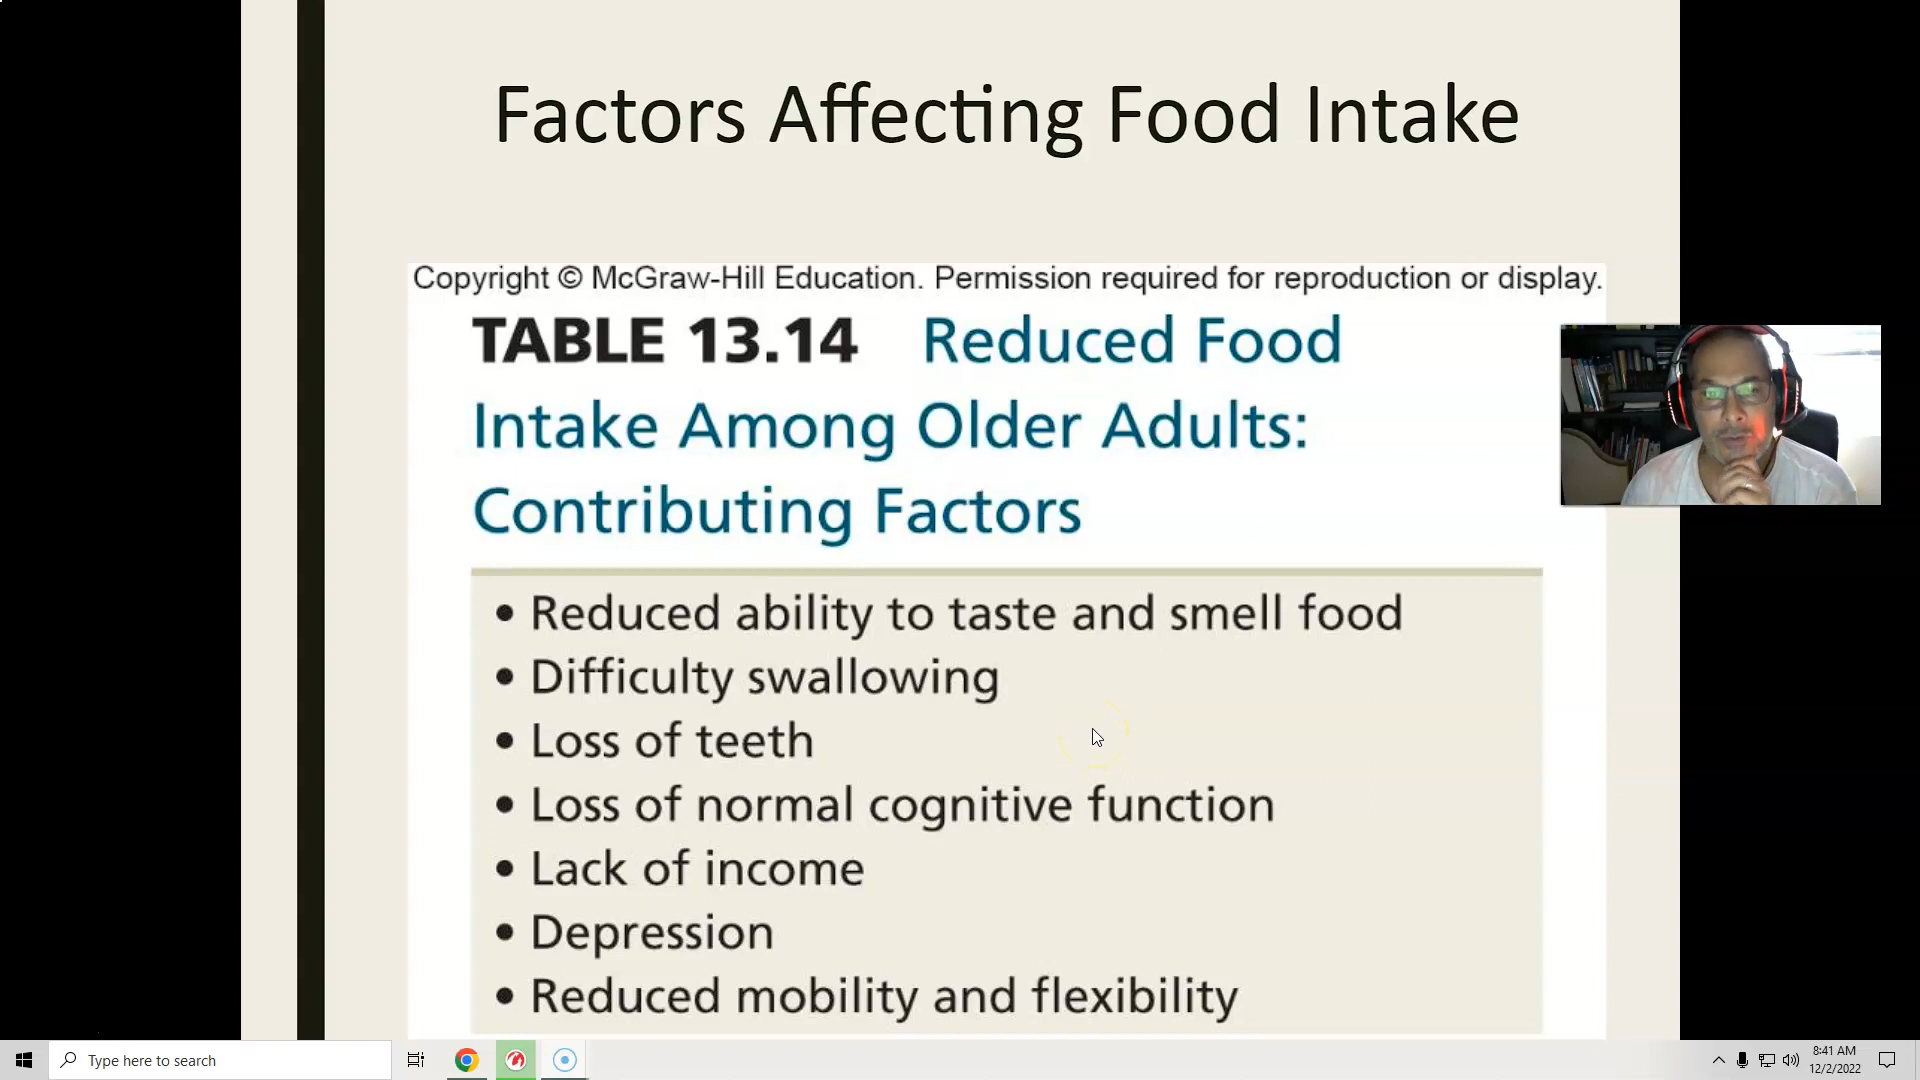 Factors Affecting Food Intake
Copyright © McGraw-Hill Education. Permission required for reproduction or display.
TABLE 13.14 Reduced Food
Intake Among Older Adults:
Contributing Factors
• Reduced ability to taste and smell food
• Difficulty swallowing
• Loss of teeth
• Loss of normal cognitive function
• Lack of income
• Depression
• Reduced mobility and flexibility
Type here to search
8:41 AM
12/2/2022